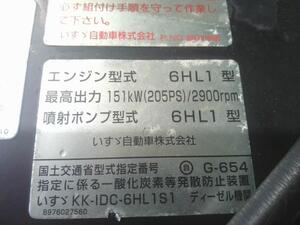 必ず組付け手順を守って作業し
て下さい。
いすゞ自動車株式会社
エンジン型式 6HL1 型
最高出力 151kW(205PS)/2900rpm
噴射ポンプ型式 6HL1 型
いすゞ自動車株式会社
国土交通省型式指定番号 G-654
指定に係る一酸化炭素等発散防止装置
いすゞ KK-IDC-6HL1S1 ディーゼル機関
8976027560